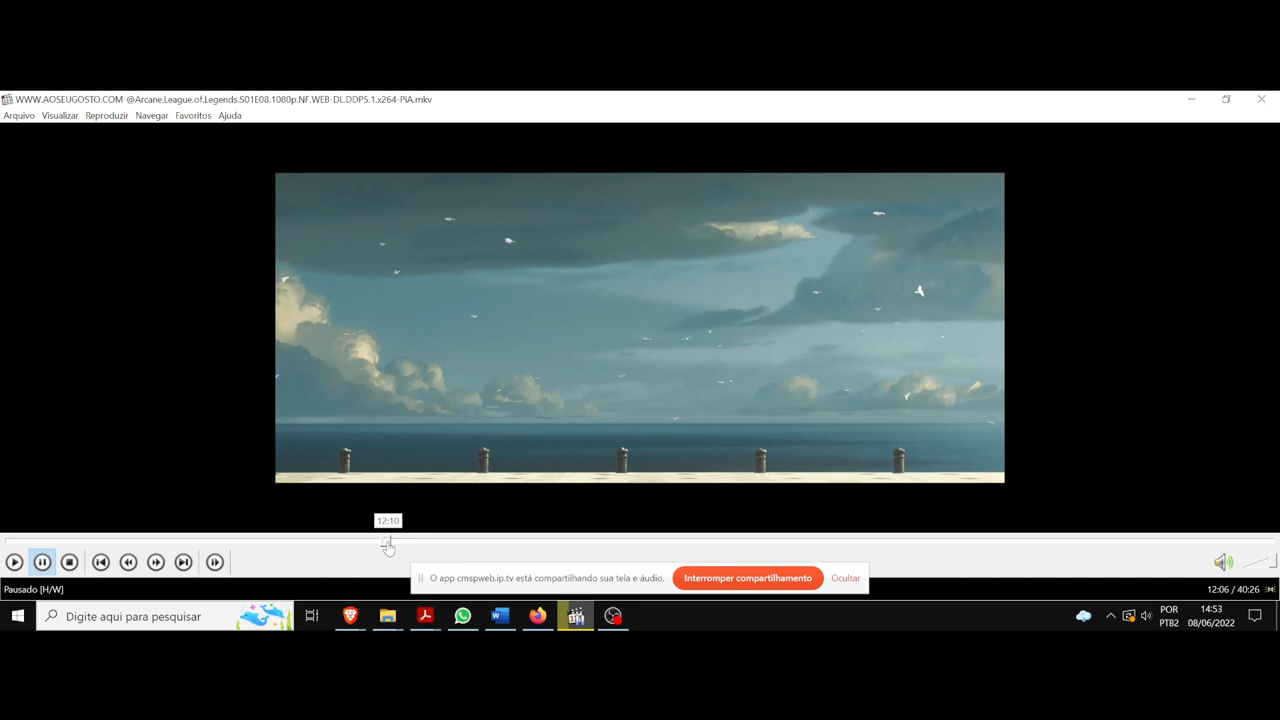 WWW.AOSEUGOSTO.COM-@Arcane.League.of.Legends.S01E08.1080p.NF.WEB-DL.DDP5.1.x264-PiA.mkv
Arquivo Visualizar Reproduzir Navegar Favoritos Ajuda
12:10
O app cmspweb.ip.tv está compartilhando sua tela e áudio. Interromper compartilhamento Ocultar
Pausado [H/W] 12:06 / 40:26
Digite aqui para pesquisar
POR 14:53
PTB2 08/06/2022